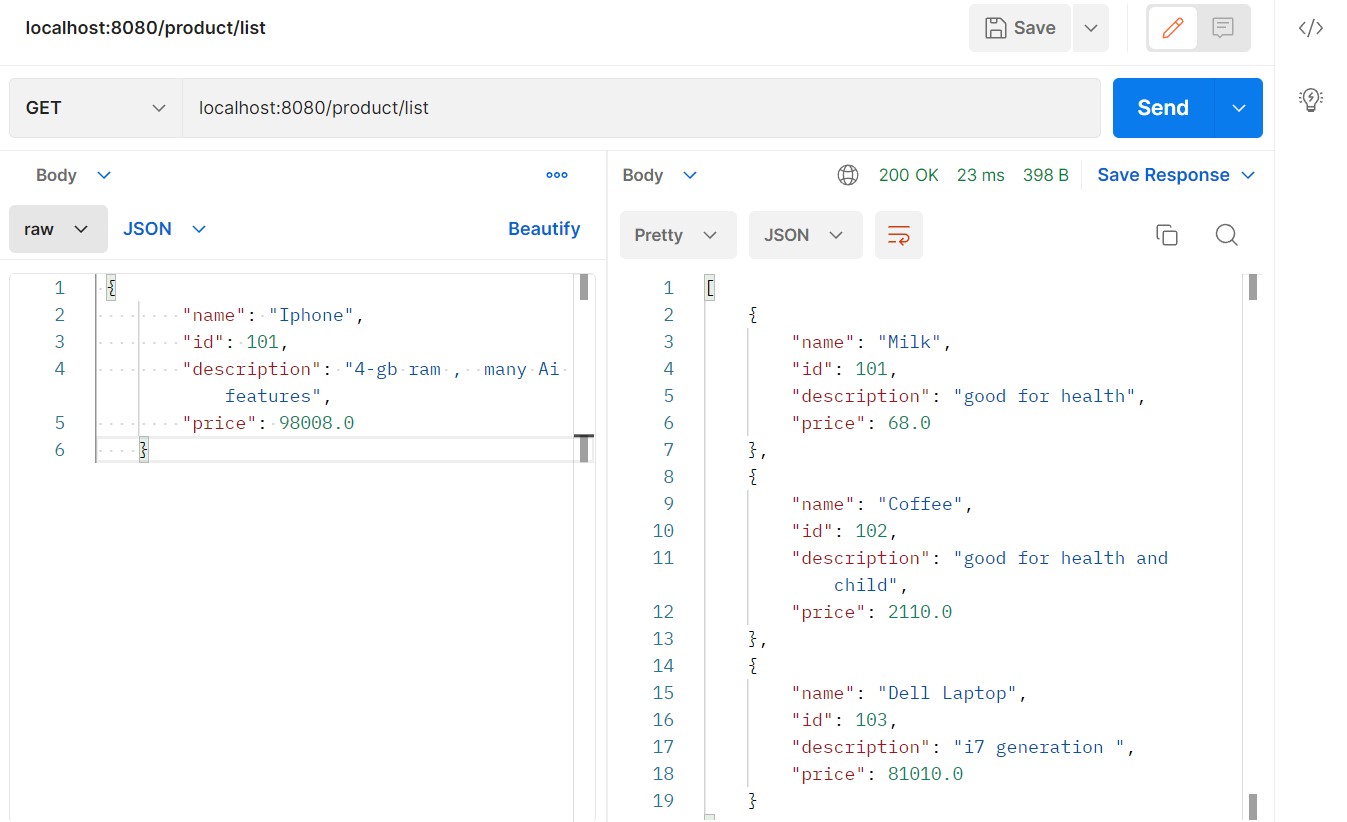 localhost:8080/product/list
Save
GET
localhost:8080/product/list
Send
Body
raw
JSON
Beautify
1 {
2 "name": "Iphone",
3 "id": 101,
4 "description": "4-gb ram , many Ai
features",
5 "price": 98008.0
6 }
Body
200 OK 23 ms 398 B Save Response
Pretty
JSON
1 [
2 {
3 "name": "Milk",
4 "id": 101,
5 "description": "good for health",
6 "price": 68.0
7 },
8 {
9 "name": "Coffee",
10 "id": 102,
11 "description": "good for health and
child",
12 "price": 2110.0
13 },
14 {
15 "name": "Dell Laptop",
16 "id": 103,
17 "description": "i7 generation ",
18 "price": 81010.0
19 }